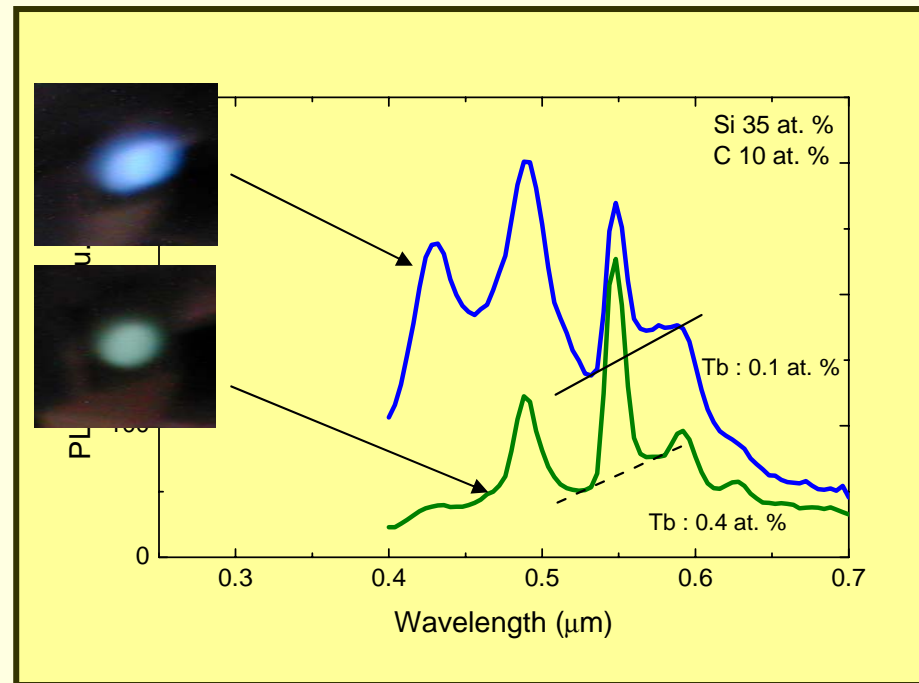 Si 35 at. %
C 10 at. %
Tb : 0.1 at. %
Tb : 0.4 at. %
0
0.3
0.4
0.5
0.6
0.7
Wavelength (μm)